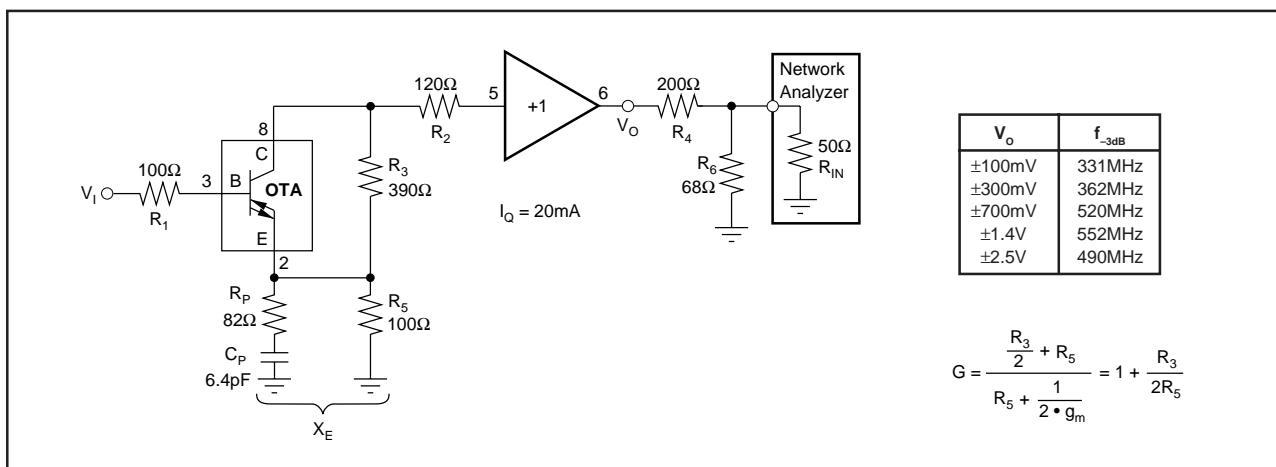 120Ω
R2
5
+1
6
VO
200Ω
R4
Network
Analyzer
50Ω
RIN
R6
68Ω
8
C
100Ω
VI
R1
3
B
OTA
E
2
R3
390Ω
IQ = 20mA
RP
82Ω
CP
6.4pF
R5
100Ω
XE
VO f–3dB
±100mV 331MHz
±300mV 362MHz
±700mV 520MHz
±1.4V 552MHz
±2.5V 490MHz
G = (R3/2 + R5) / (R5 + 1/(2 • gm)) = 1 + R3/2R5